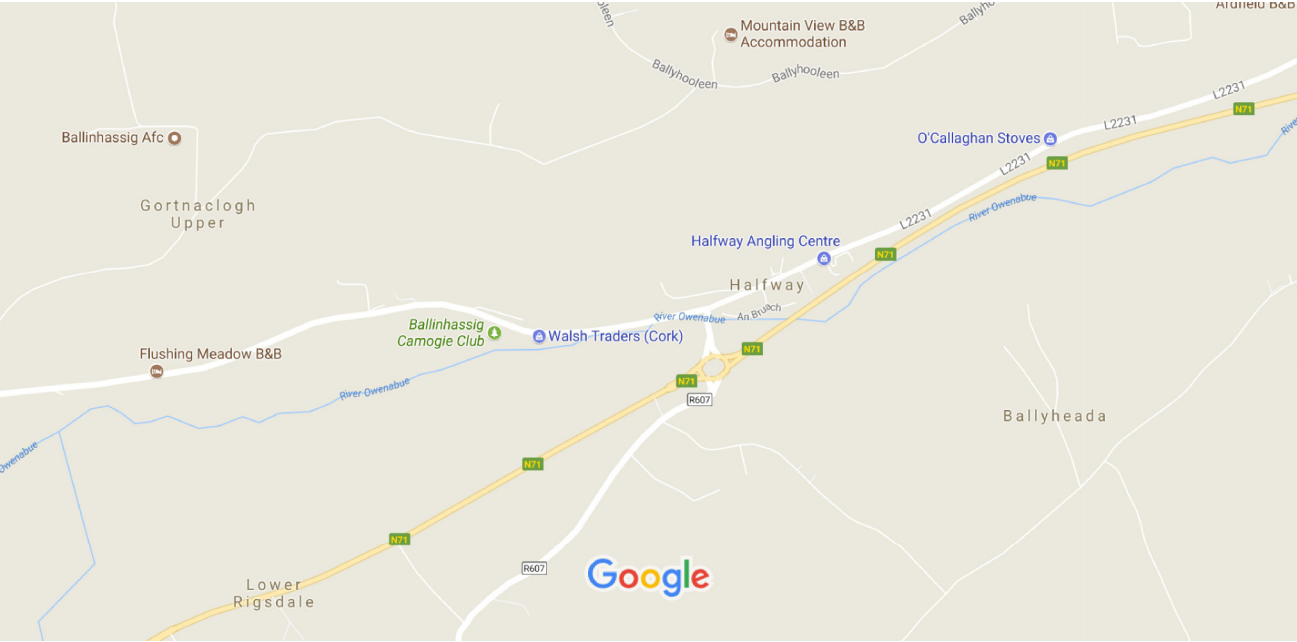 Ardfield B&B
Mountain View B&B
Accommodation
Ballyhooleen
Ballyhooleen
L2231
N71
L2231
Ballinhassig Afc
O'Callaghan Stoves
N71
L2231
Gortnaclogh
Upper
River Owenabue
L2231
Halfway Angling Centre
N71
Halfway
An Bruach
River Owenabue
Ballinhassig
Camogie Club
Walsh Traders (Cork)
N71
Flushing Meadow B&B
N71
River Owenabue
R607
Ballyheada
Owenabue
N71
N71
R607
Google
Lower
Rigsdale